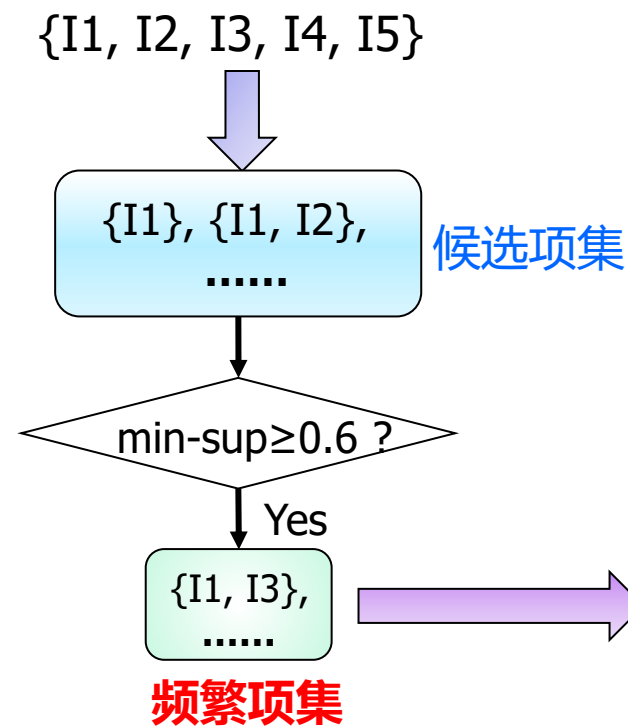 {I1, I2, I3, I4, I5}
{I1}, {I1, I2},
……
候选项集
min-sup≥0.6 ?
Yes
{I1, I3},
……
频繁项集